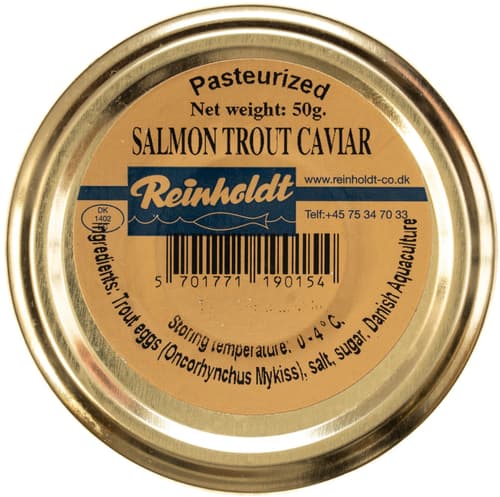 Pasteurized
Net weight: 50g.
SALMON TROUT CAVIAR
Reinholdt
www.reinholdt-co.dk
DK
1402
Telf:+45 75 34 70 33
5 701771 190154
Storing temperature: 0-4° C.
Ingredients: Trout eggs (Oncorhynchus Mykiss), salt, sugar, Danish Aquaculture